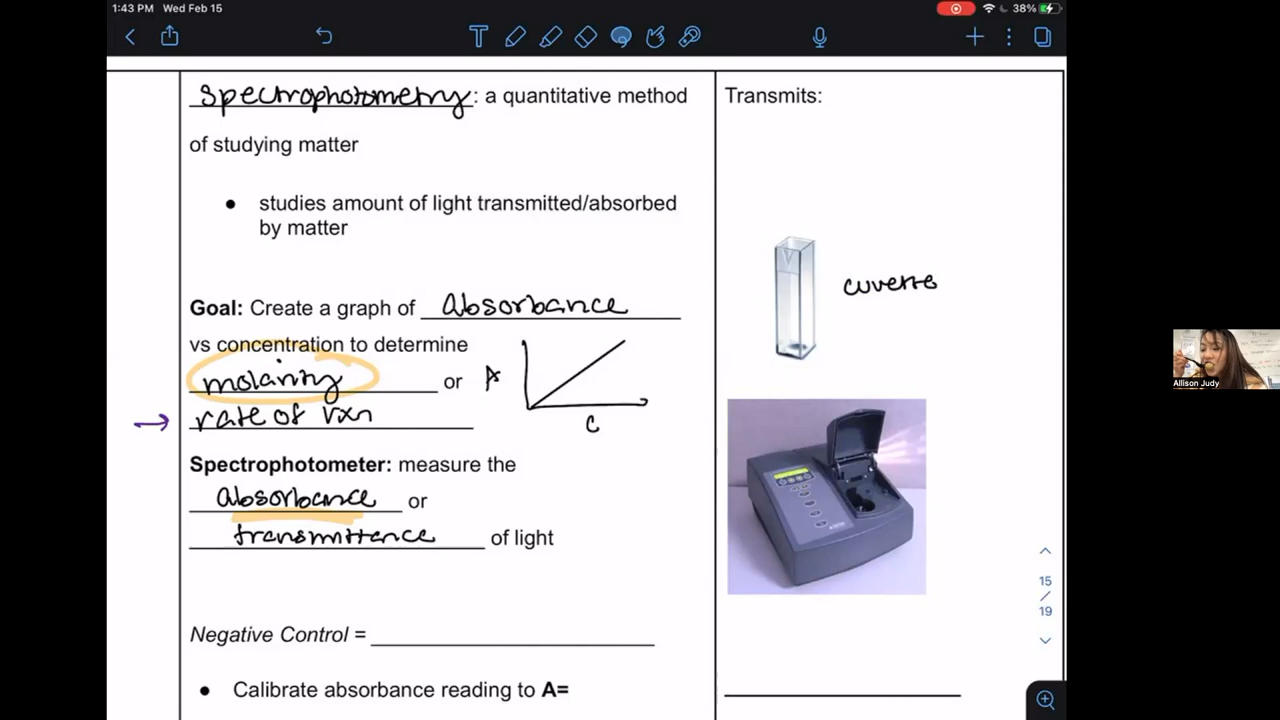 1:43 PM Wed Feb 15
38%
Spectrophotometry: a quantitative method
of studying matter
Transmits:
● studies amount of light transmitted/absorbed
by matter
cuvette
Goal: Create a graph of absorbance
vs concentration to determine
molarity or
rate of rxn
A
C
Spectrophotometer: measure the
absorbance or
transmittence of light
Negative Control =
● Calibrate absorbance reading to A=
15
/
19
Allison Judy